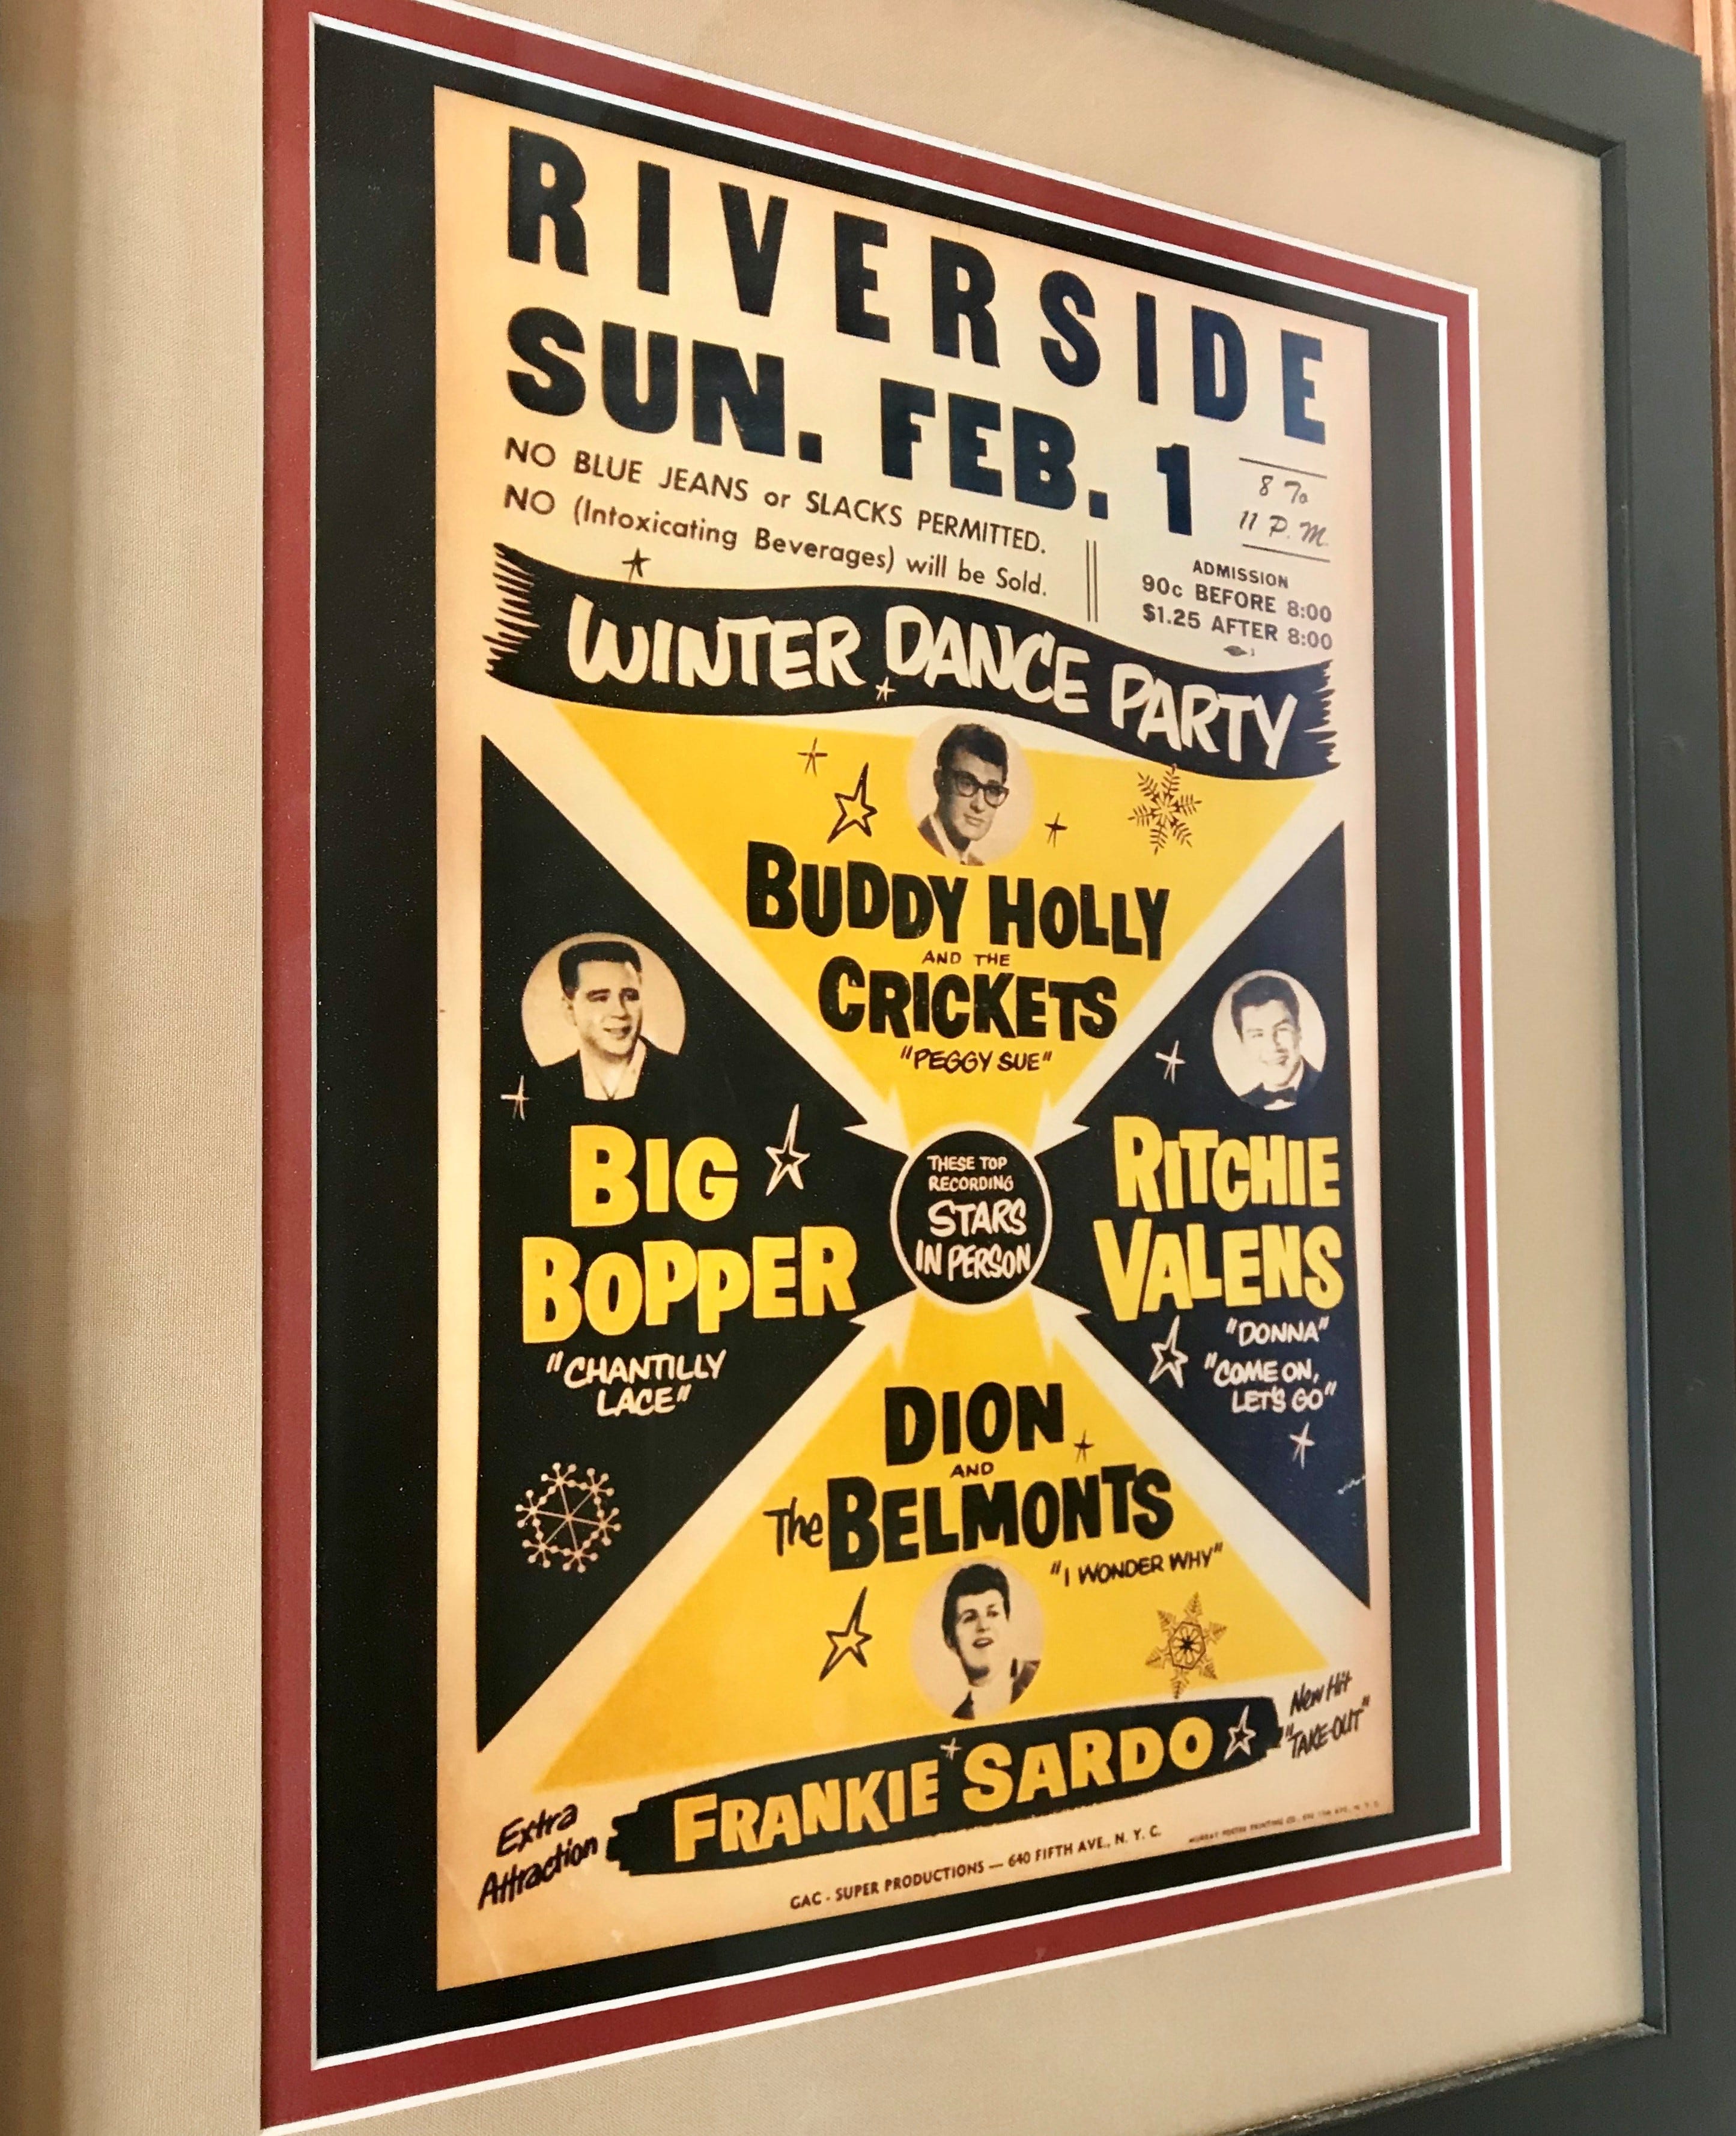 RIVERSIDE
SUN. FEB. 1
8 To
11 P.M.
NO BLUE JEANS or SLACKS PERMITTED.
NO (Intoxicating Beverages) will be Sold.
ADMISSION
90c BEFORE 8:00
$1.25 AFTER 8:00
WINTER DANCE PARTY
BUDDY HOLLY
AND THE
CRICKETS
"PEGGY SUE"
BIG
BOPPER
"CHANTILLY
LACE"
THESE TOP
RECORDING
STARS
IN PERSON
RITCHIE
VALENS
"DONNA"
"COME ON,
LET'S GO"
DION
AND
The BELMONTS
"I WONDER WHY"
Extra
Attraction
FRANKIE SARDO
New Hit
"TAKE-OUT"
GAC - SUPER PRODUCTIONS — 640 FIFTH AVE., N. Y. C.